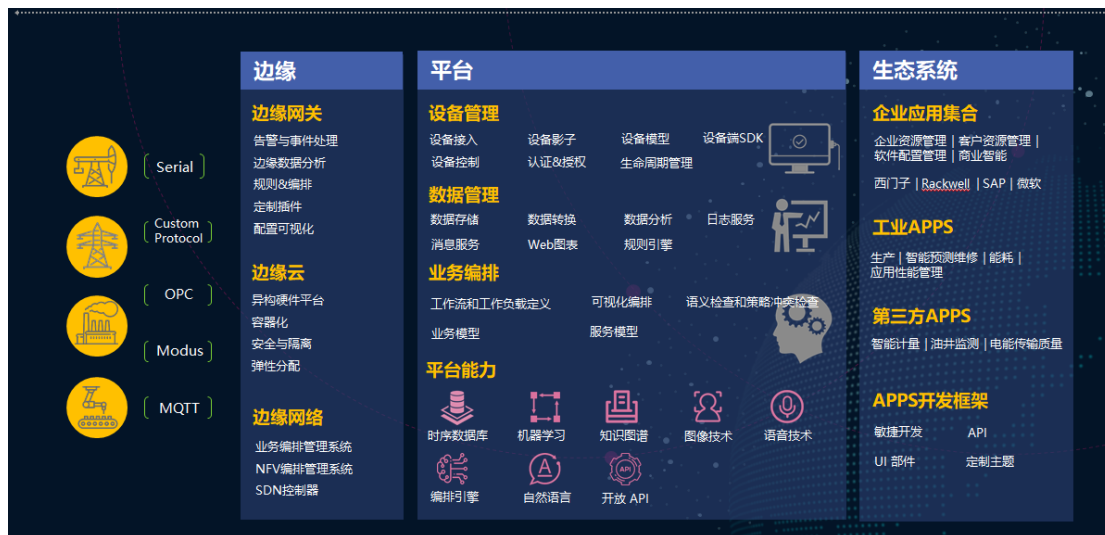 Serial
Custom
Protocol
OPC
Modus
MQTT
边缘
边缘网关
告警与事件处理
边缘数据分析
规则&编排
定制插件
配置可视化
边缘云
异构硬件平台
容器化
安全与隔离
弹性分配
边缘网络
业务编排管理系统
NFV编排管理系统
SDN控制器
平台
设备管理
设备接入 设备影子 设备模型 设备端SDK
设备控制 认证&授权 生命周期管理
数据管理
数据存储 数据转换 数据分析 日志服务
消息服务 Web图表 规则引擎
业务编排
工作流和工作负载定义 可视化编排 语义检查和策略冲突检查
业务模型 服务模型
平台能力
时序数据库 机器学习 知识图谱 图像技术 语音技术
编排引擎 自然语言 开放 API
API
生态系统
企业应用集合
企业资源管理 | 客户资源管理 |
软件配置管理 | 商业智能
西门子 | Rackwell | SAP | 微软
工业APPS
生产 | 智能预测维修 | 能耗 |
应用性能管理
第三方APPS
智能计量 | 油井监测 | 电能传输质量
APPS开发框架
敏捷开发 API
UI 部件 定制主题